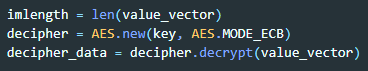 imlength = len(value_vector)
decipher = AES.new(key, AES.MODE_ECB)
decipher_data = decipher.decrypt(value_vector)